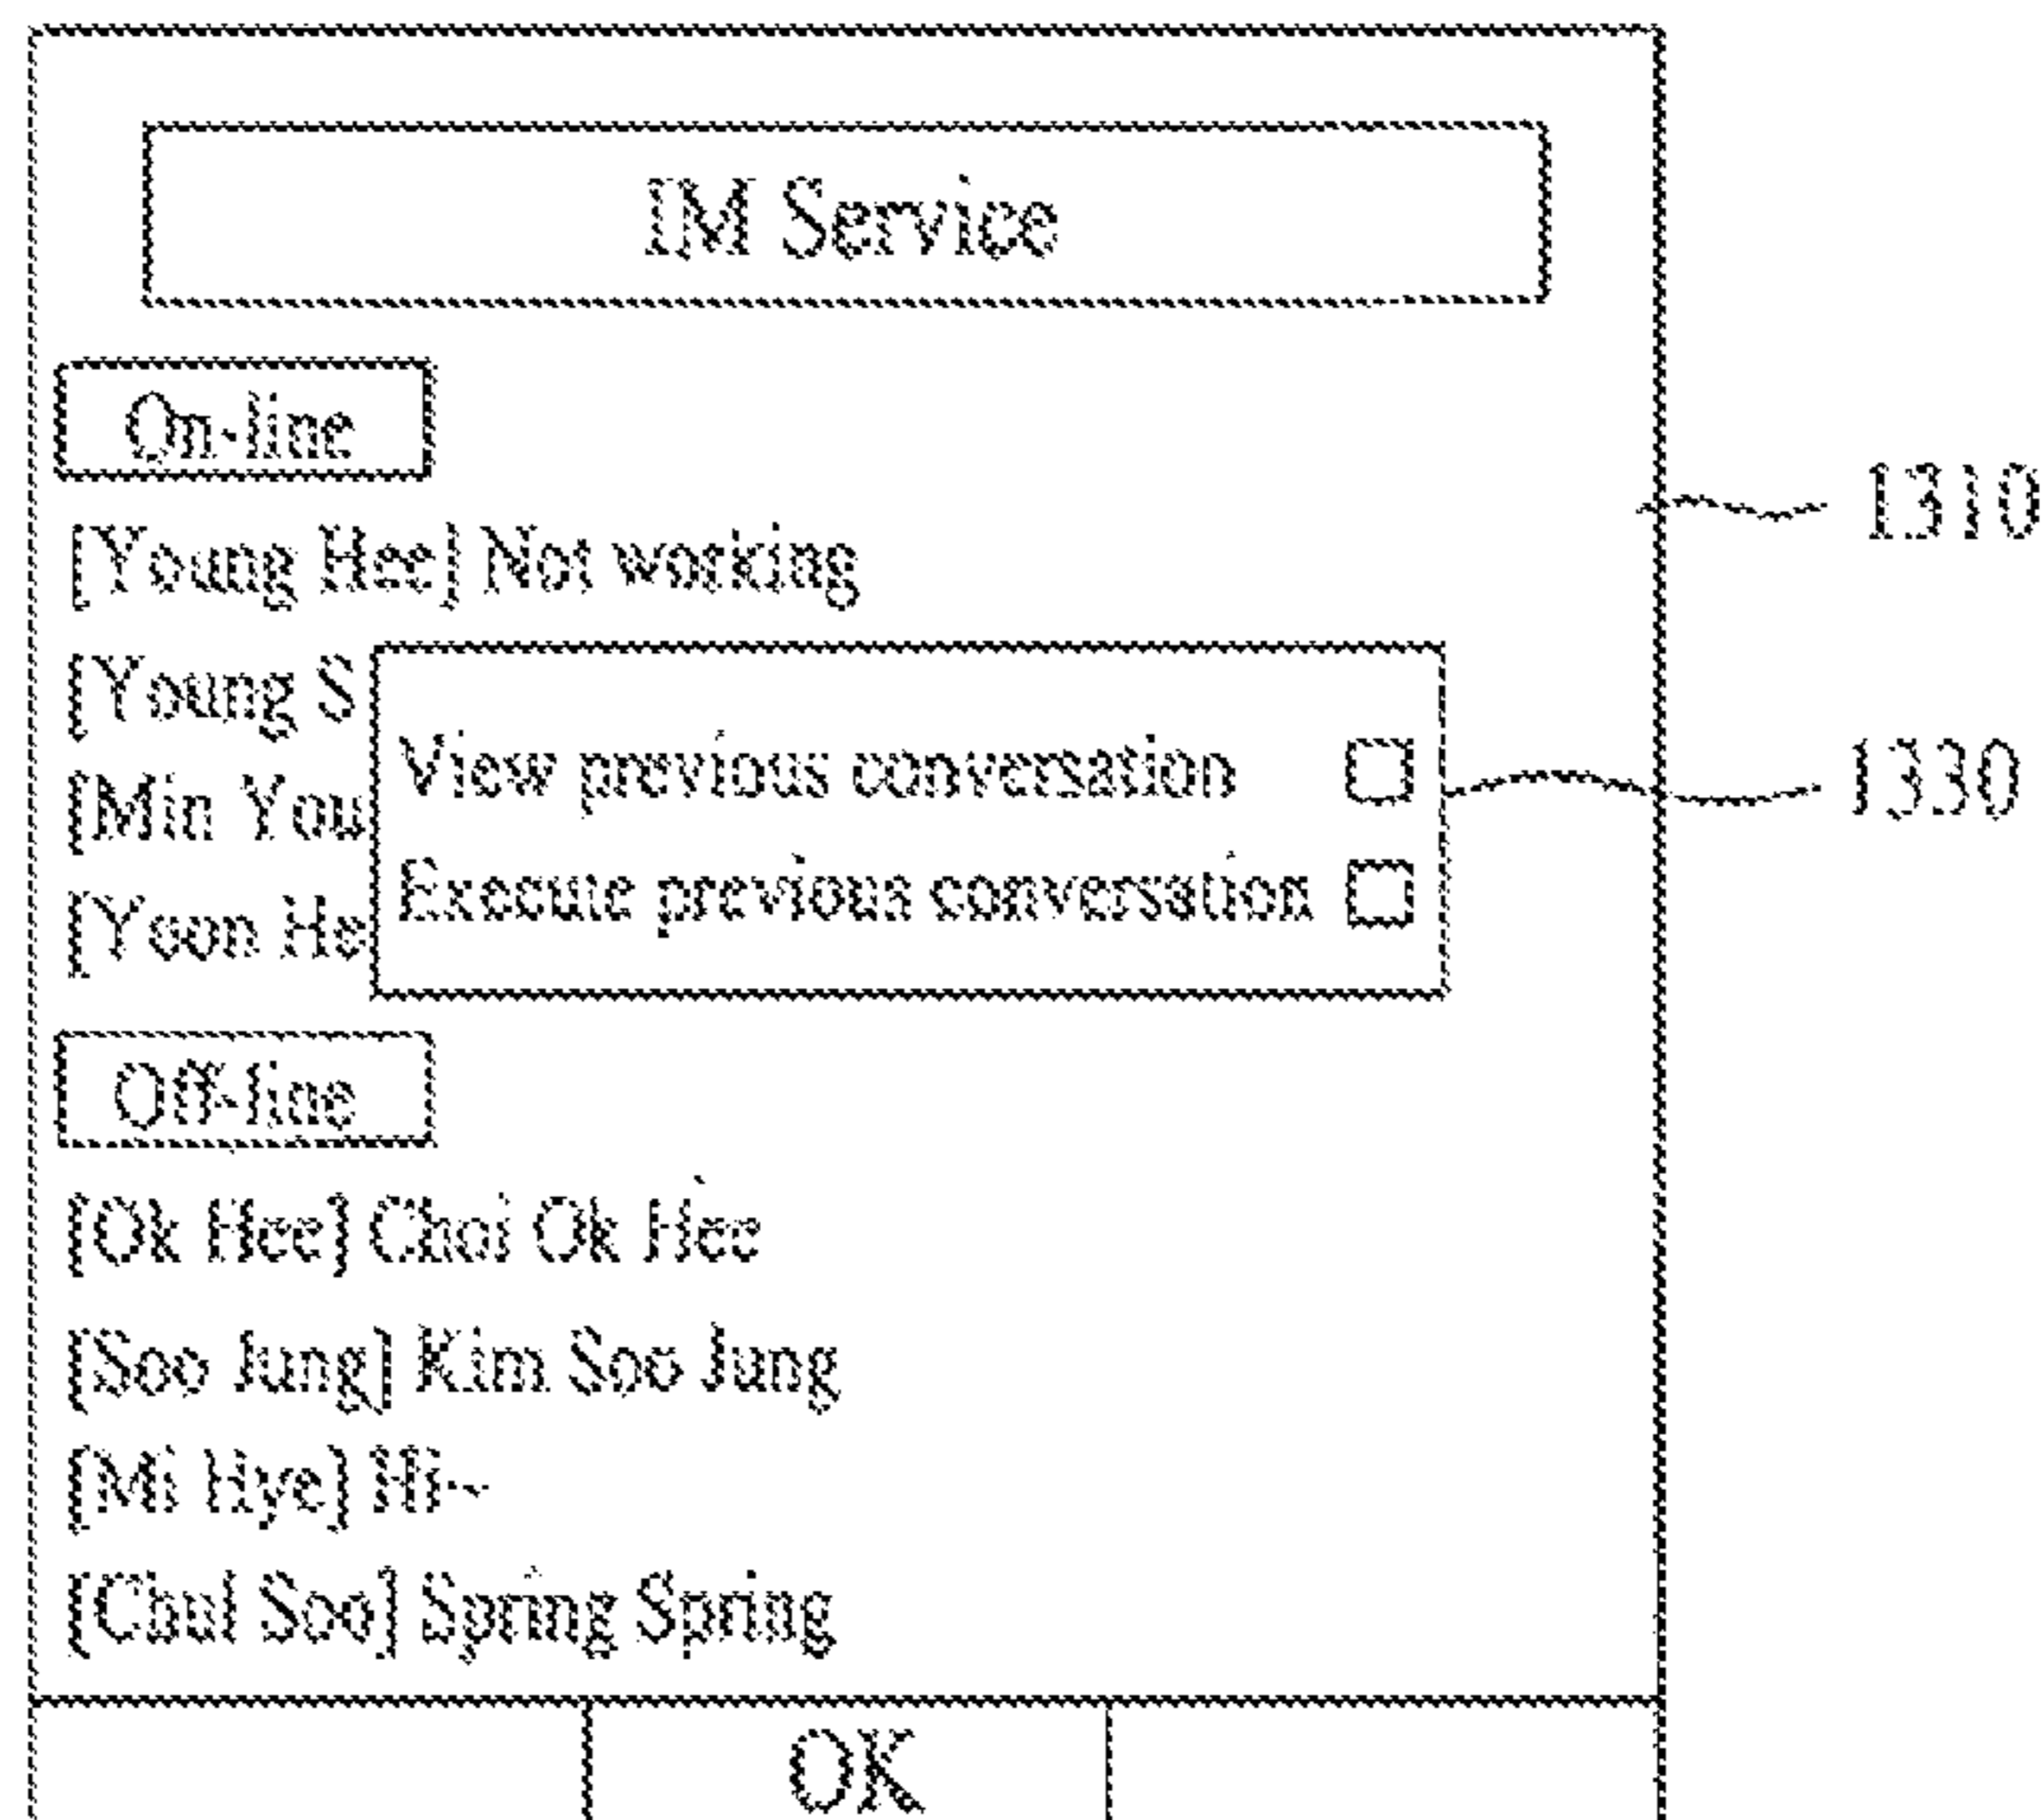 IM Service
On-line
[Young Hee] Not working
1310
[Young S
View previous conversation
1330
[Min You
Execute previous conversation
[Yoon He
Off-line
[Ok Hee] Choi Ok Hee
[Soo Jung] Kim Soo Jung
[Mi Hye] Hi~
[Chul Soo] Spring Spring
OK